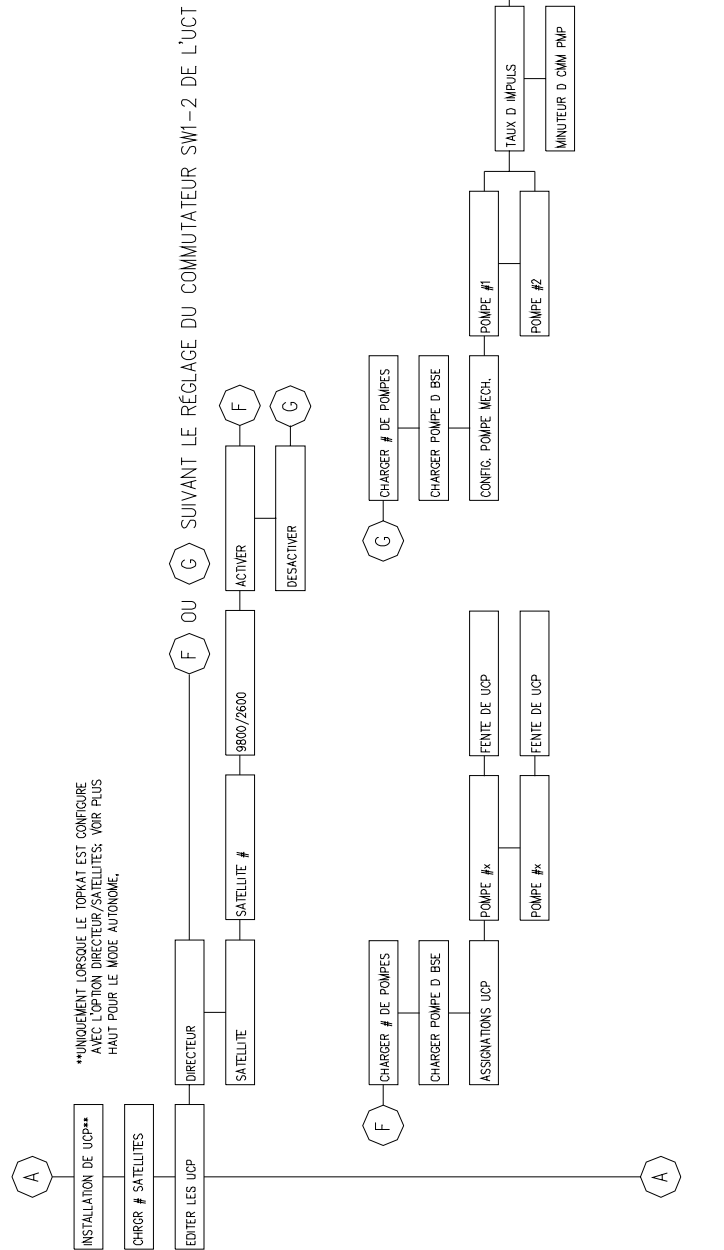 A
INSTALLATION DE UCP**
CHRGR # SATELLITES
EDITER LES UCP
A
**UNIQUEMENT LORSQUE LE TOPKAT EST CONFIGURE
AVEC L'OPTION DIRECTEUR/SATELLITES; VOIR PLUS
HAUT POUR LE MODE AUTONOME.
DIRECTEUR
F OU G SUIVANT LE RÉGLAGE DU COMMUTATEUR SW1-2 DE L'UCT
SATELLITE
SATELLITE #
9800/2600
ACTIVER
F
DESACTIVER
G
F
CHARGER # DE POMPES
CHARGER POMPE D BSE
ASSIGNATIONS UCP
POMPE #x
FENTE DE UCP
POMPE #x
FENTE DE UCP
G
CHARGER # DE POMPES
CHARGER POMPE D BSE
CONFIG. POMPE MECH.
POMPE #1
POMPE #2
TAUX D IMPULS
MINUTEUR D CMM PMP